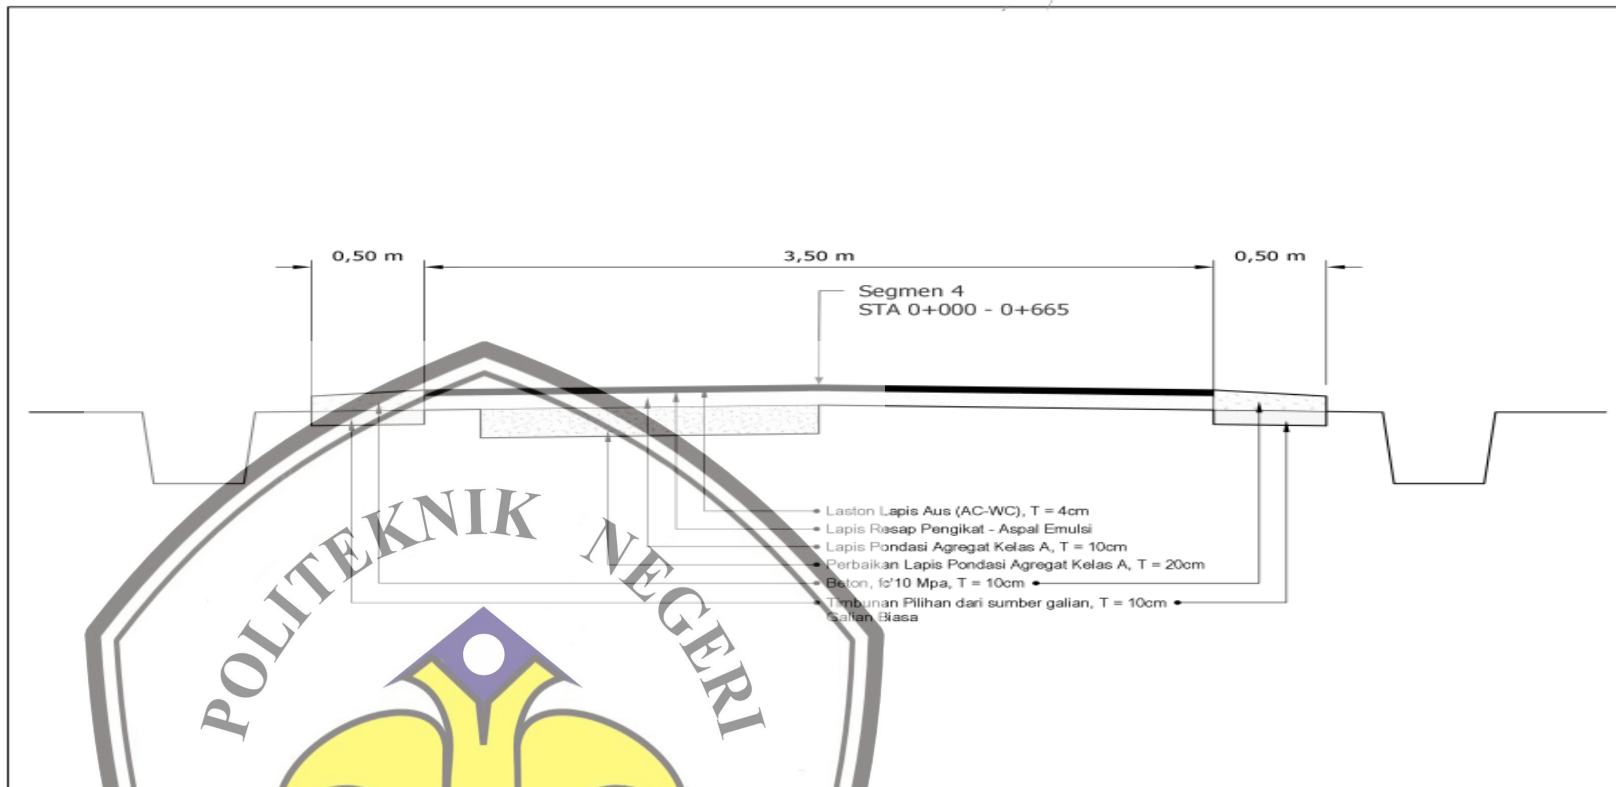 0,50 m
3,50 m
0,50 m
Segmen 4
STA 0+000 - 0+665
Laston Lapis Aus (AC-WC), T = 4cm
Lapis Resap Pengikat - Aspal Emulsi
Lapis Pondasi Agregat Kelas A, T = 10cm
Perbaikan Lapis Pondasi Agregat Kelas A, T = 20cm
Beton, fc'10 Mpa, T = 10cm
Timbunan Pilihan dari sumber galian, T = 10cm
Galian Biasa
POLITEKNIK NEGERI